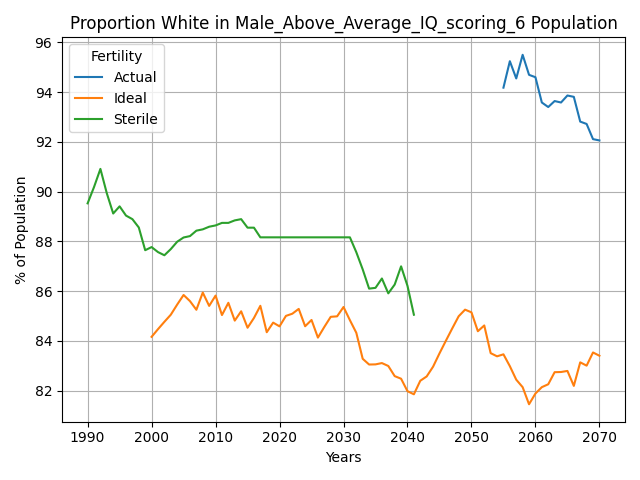 Proportion White in Male_Above_Average_IQ_scoring_6 Population
Fertility
Actual
Ideal
Sterile
% of Population
96
94
92
90
88
86
84
82
1990
2000
2010
2020
2030
2040
2050
2060
2070
Years